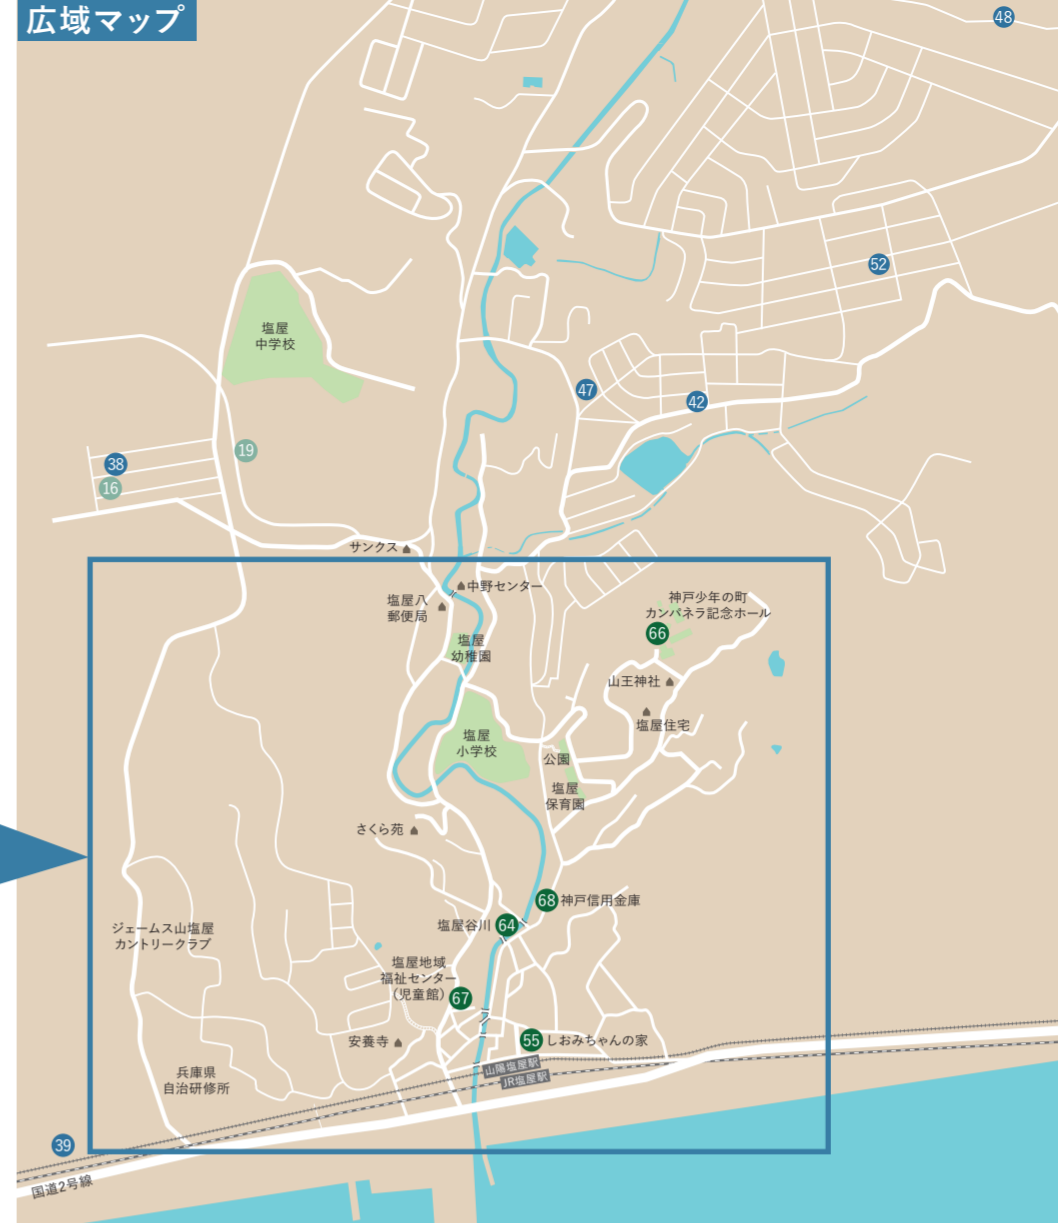 広域マップ
48
52
塩屋
中学校
47
42
19
38
16
サンクス
中野センター
塩屋八
郵便局
神戸少年の町
カンパネラ記念ホール
66
塩屋
幼稚園
山王神社
塩屋住宅
塩屋
小学校
公園
塩屋
保育園
さくら苑
68 神戸信用金庫
塩屋谷川 64
ジェームス山塩屋
カントリークラブ
塩屋地域
福祉センター
(児童館) 67
安養寺
55 しおみちゃんの家
山陽塩屋駅
JR塩屋駅
兵庫県
自治研修所
39
国道2号線